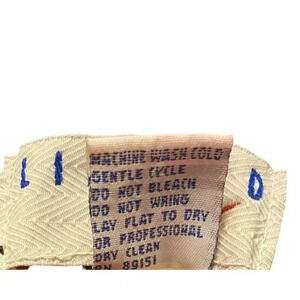 L I D
MACHINE WASH COLD
GENTLE CYCLE
DO NOT BLEACH
DO NOT WRING
LAY FLAT TO DRY
OR PROFESSIONAL
DRY CLEAN
RN 89151